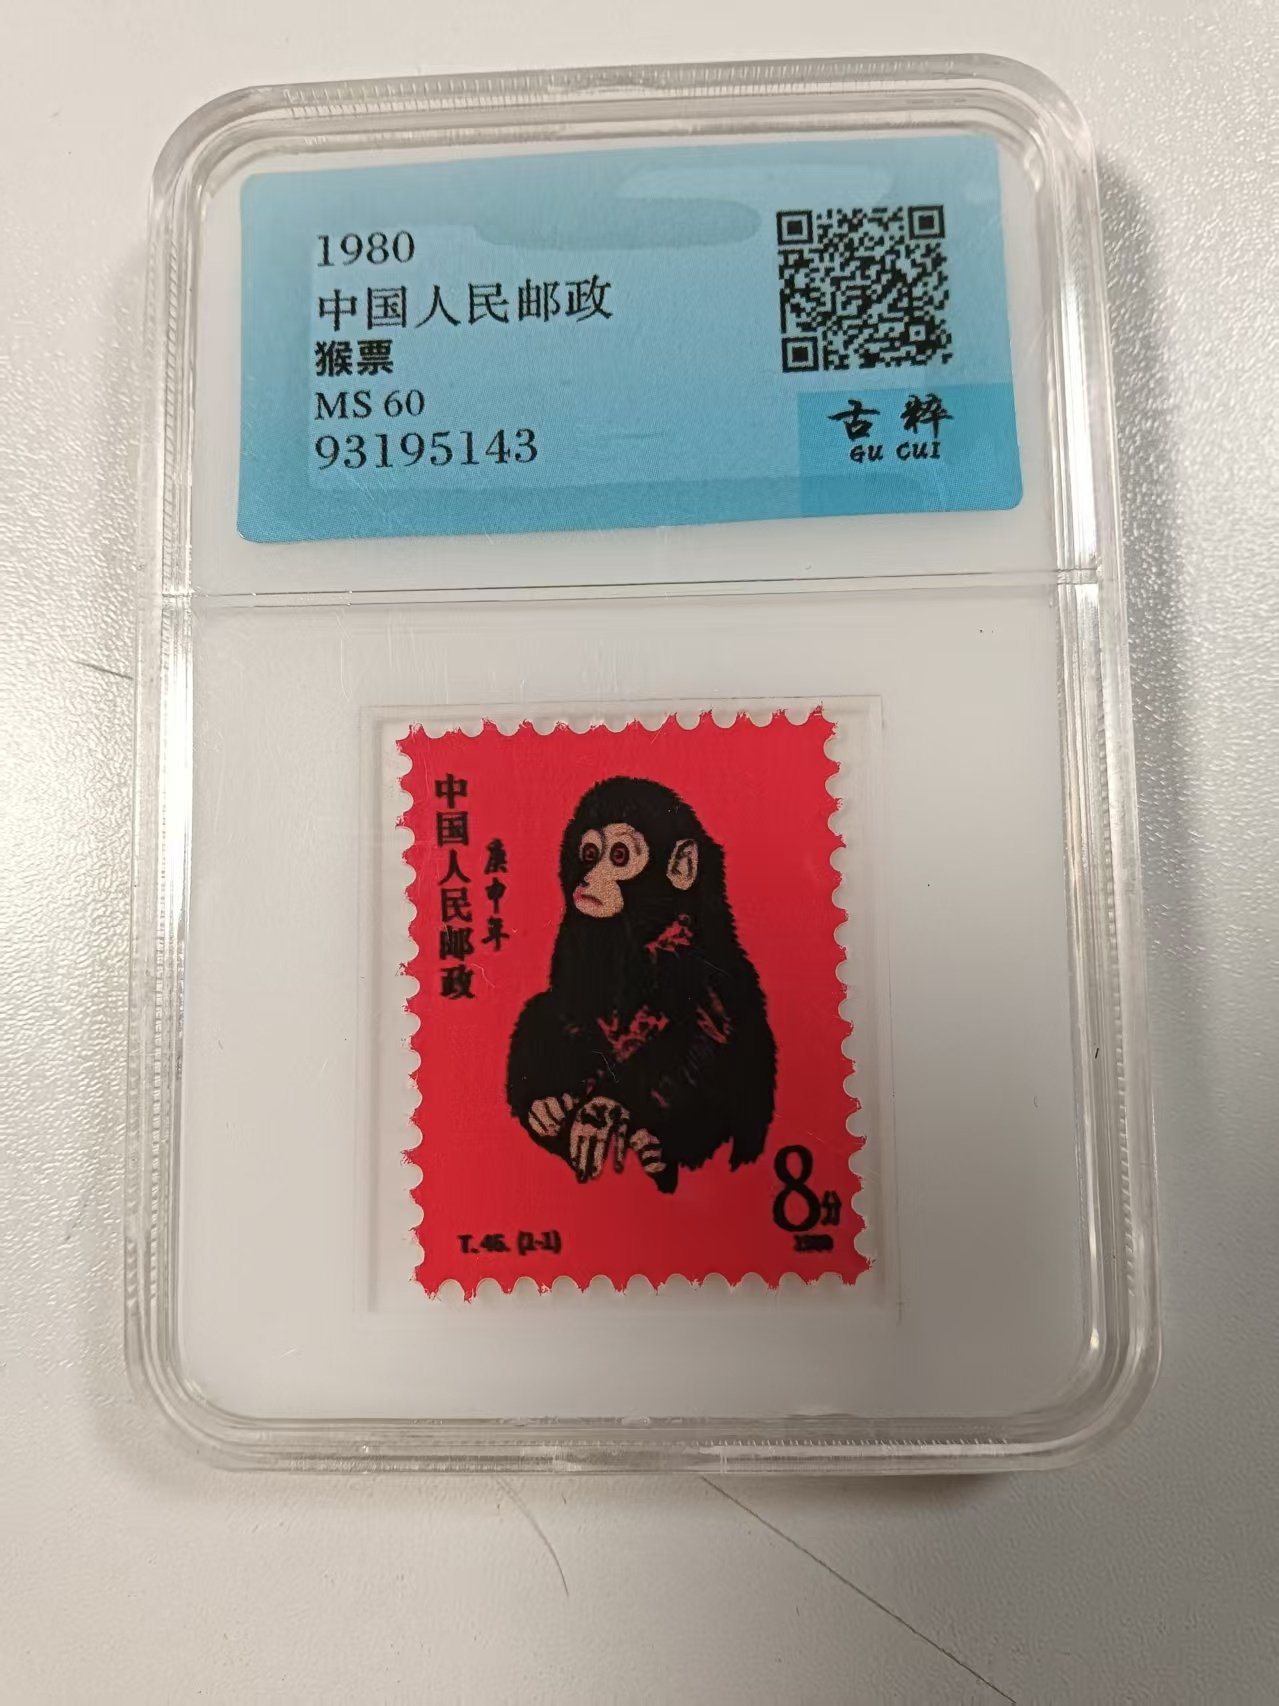 1980
中国人民邮政
猴票
MS 60
93195143
古粹
GU CUI
中国人民邮政
庚申年
8分
T.46. (1-1)
1980